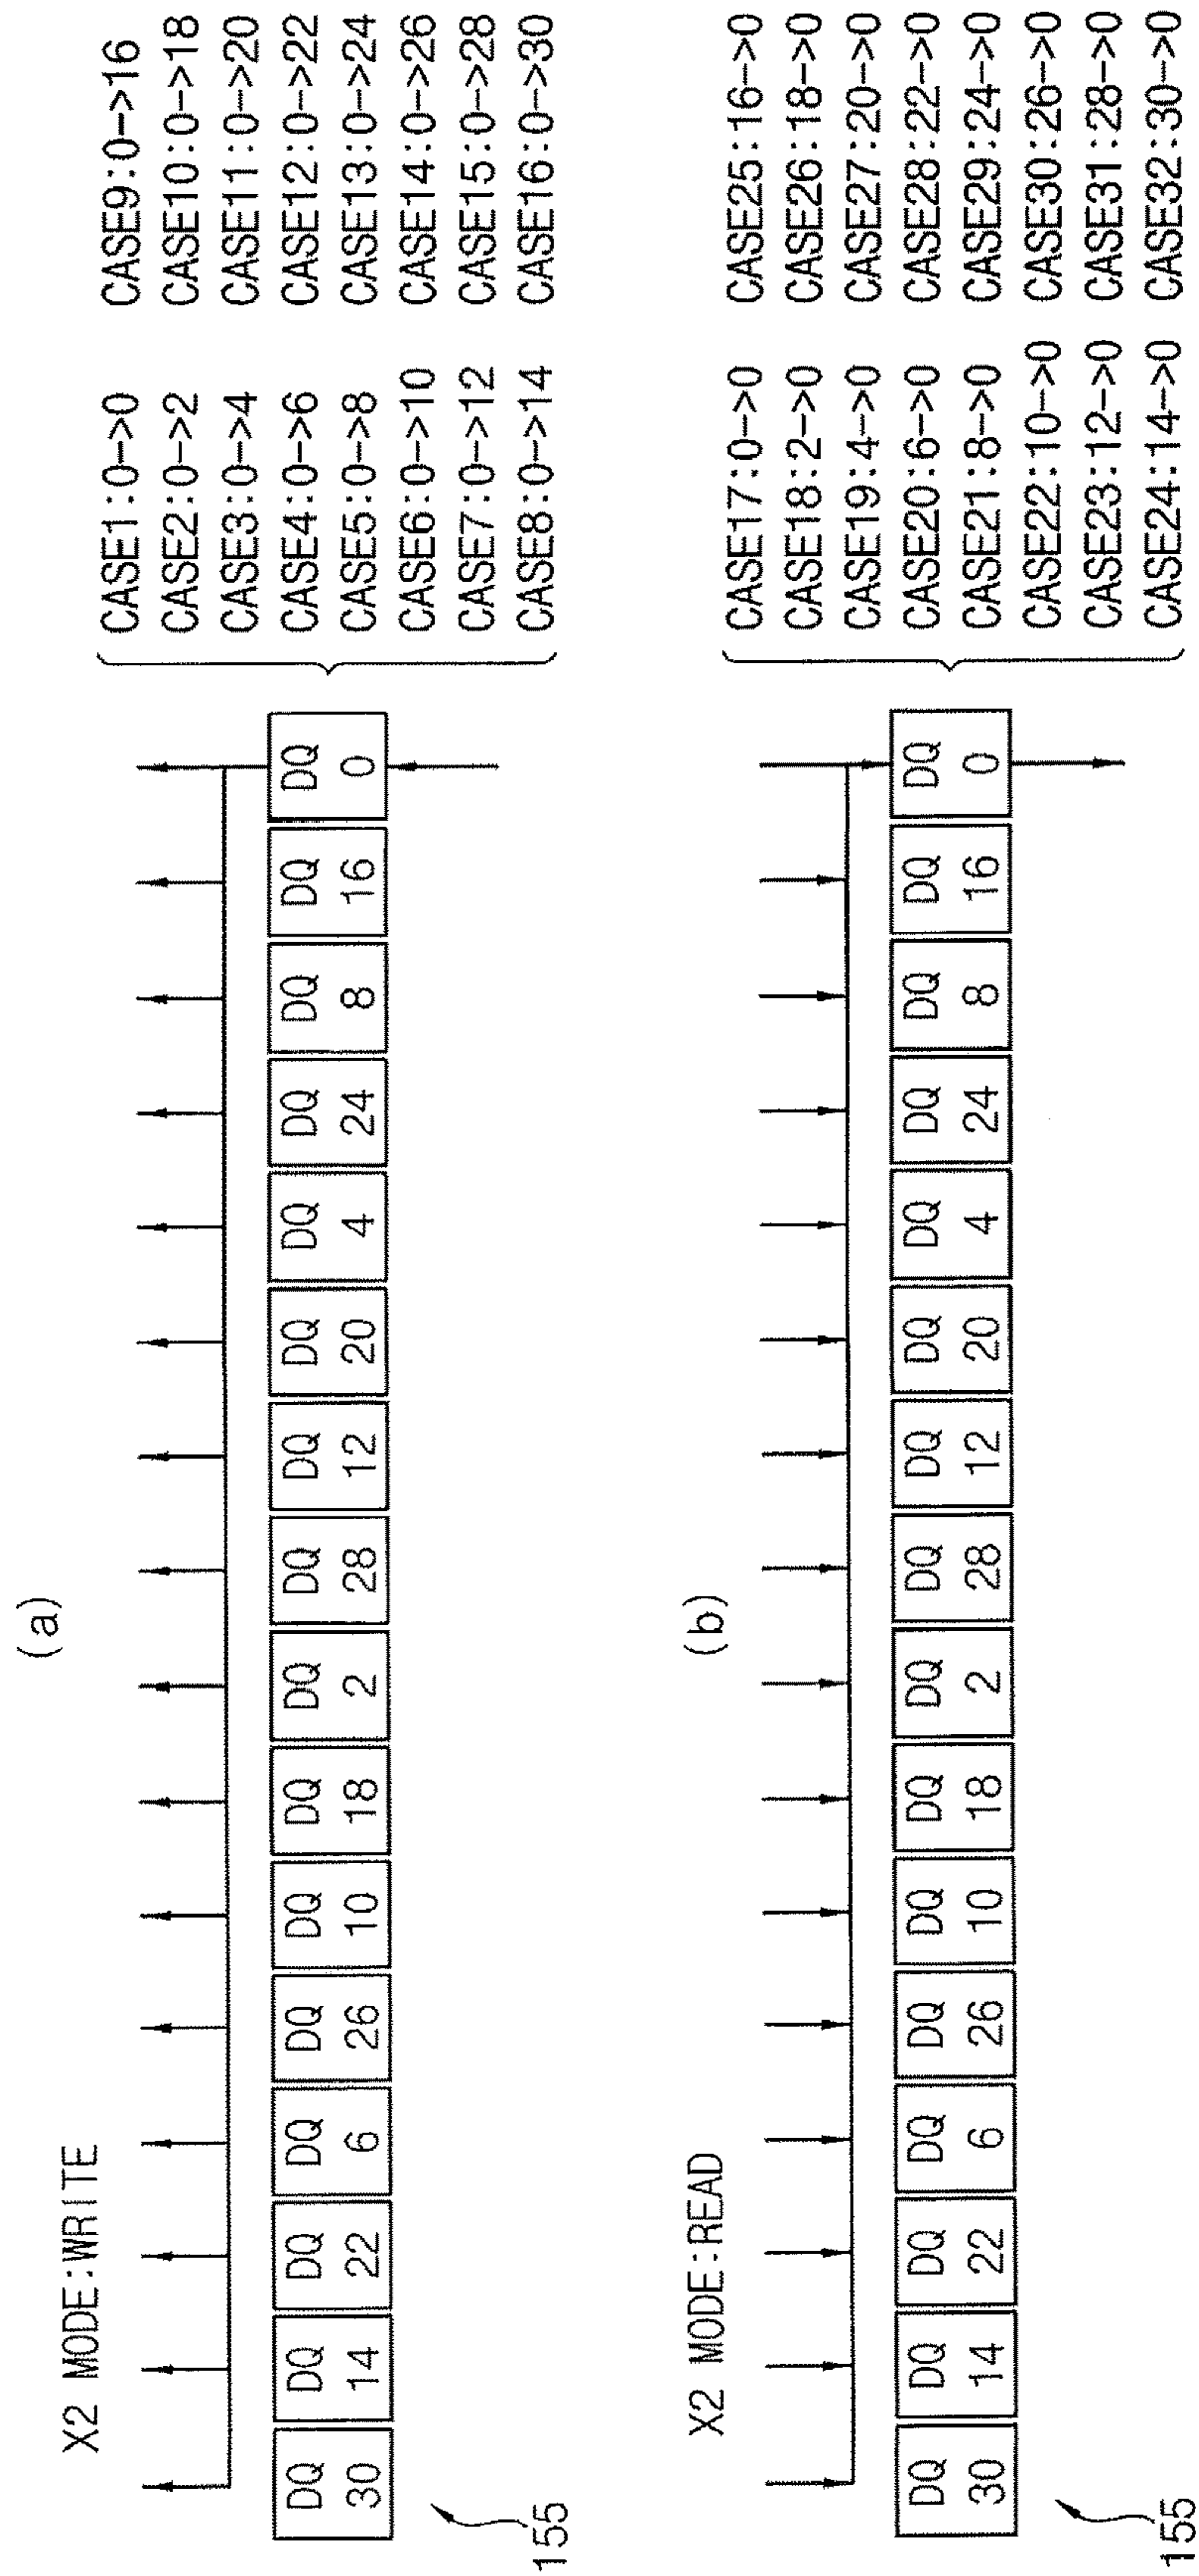 (a)
X2 MODE:WRITE
DQ 30
DQ 14
DQ 22
DQ 6
DQ 26
DQ 10
DQ 18
DQ 2
DQ 28
DQ 12
DQ 20
DQ 4
DQ 24
DQ 8
DQ 16
DQ 0
155
CASE1:0->0 CASE9:0->16
CASE2:0->2 CASE10:0->18
CASE3:0->4 CASE11:0->20
CASE4:0->6 CASE12:0->22
CASE5:0->8 CASE13:0->24
CASE6:0->10 CASE14:0->26
CASE7:0->12 CASE15:0->28
CASE8:0->14 CASE16:0->30
(b)
X2 MODE:READ
DQ 30
DQ 14
DQ 22
DQ 6
DQ 26
DQ 10
DQ 18
DQ 2
DQ 28
DQ 12
DQ 20
DQ 4
DQ 24
DQ 8
DQ 16
DQ 0
155
CASE17:0->0 CASE25:16->0
CASE18:2->0 CASE26:18->0
CASE19:4->0 CASE27:20->0
CASE20:6->0 CASE28:22->0
CASE21:8->0 CASE29:24->0
CASE22:10->0 CASE30:26->0
CASE23:12->0 CASE31:28->0
CASE24:14->0 CASE32:30->0